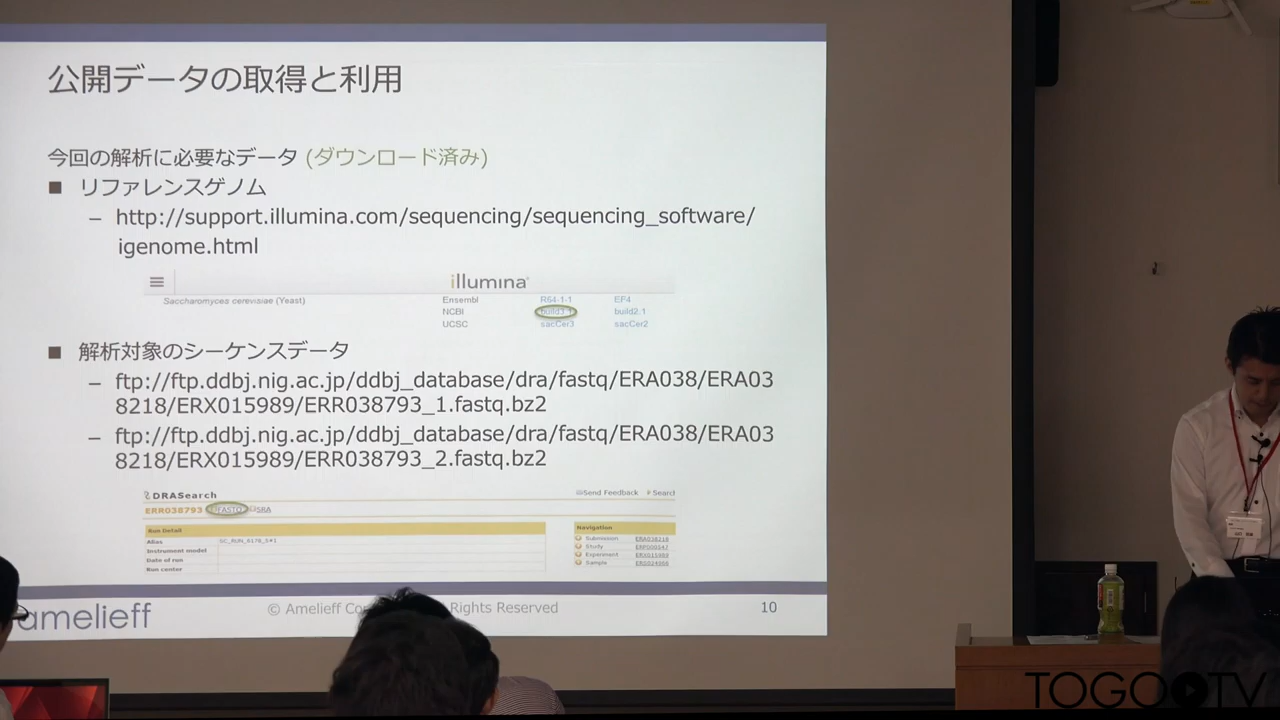 公開データの取得と利用
今回の解析に必要なデータ (ダウンロード済み)
■ リファレンスゲノム
– http://support.illumina.com/sequencing/sequencing_software/
igenome.html
illumina
Saccharomyces cerevisiae (Yeast)
Ensembl R64-1-1 EF4
NCBI build3.1 build2.1
UCSC sacCer3 sacCer2
■ 解析対象のシーケンスデータ
– ftp://ftp.ddbj.nig.ac.jp/ddbj_database/dra/fastq/ERA038/ERA03
8218/ERX015989/ERR038793_1.fastq.bz2
– ftp://ftp.ddbj.nig.ac.jp/ddbj_database/dra/fastq/ERA038/ERA03
8218/ERX015989/ERR038793_2.fastq.bz2
DRASearch Send Feedback Search
ERR038793 FASTQ SRA
Run Detail Navigation
Alias Submission ERA038218
Instrument model Study
Date of run Experiment ERX015989
Run center Sample
amelieff © Amelieff Rights Reserved 10
TOGO TV